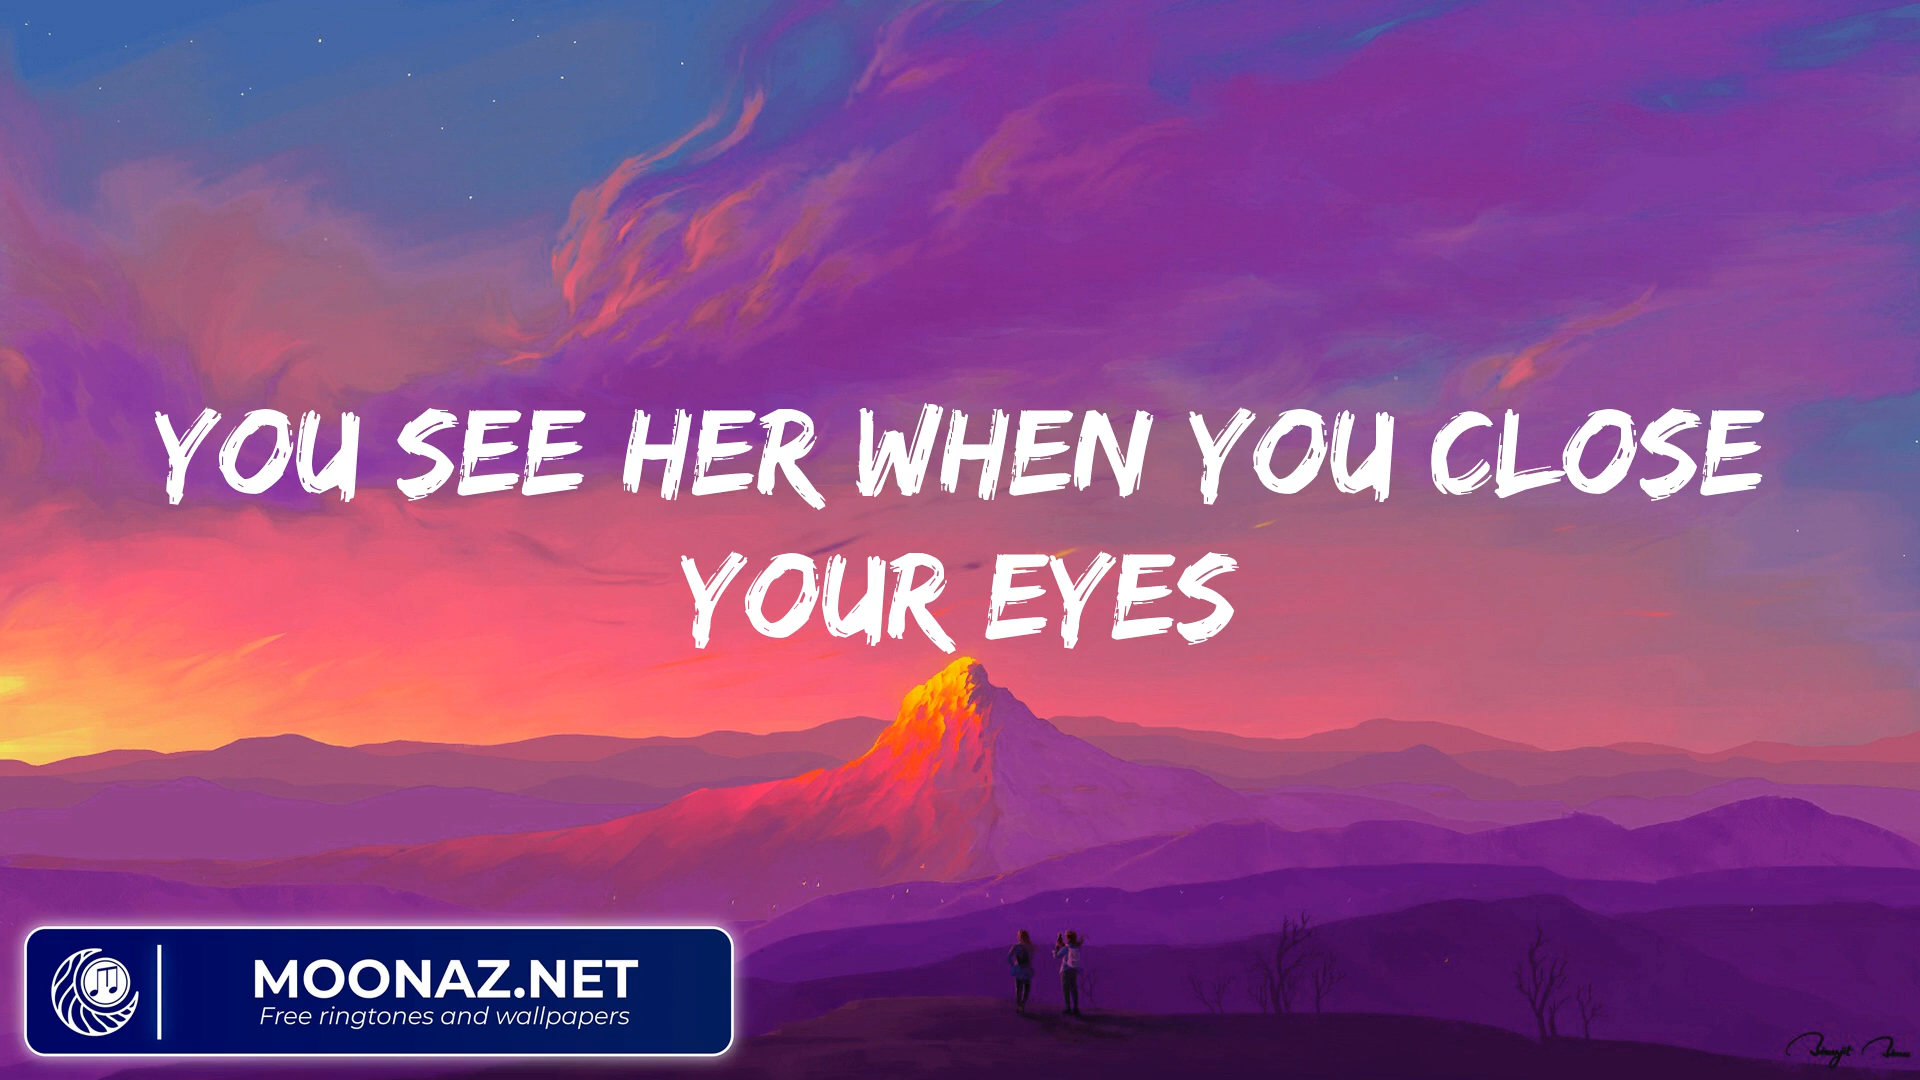 YOU SEE HER WHEN YOU CLOSE
YOUR EYES
MOONAZ.NET
Free ringtones and wallpapers